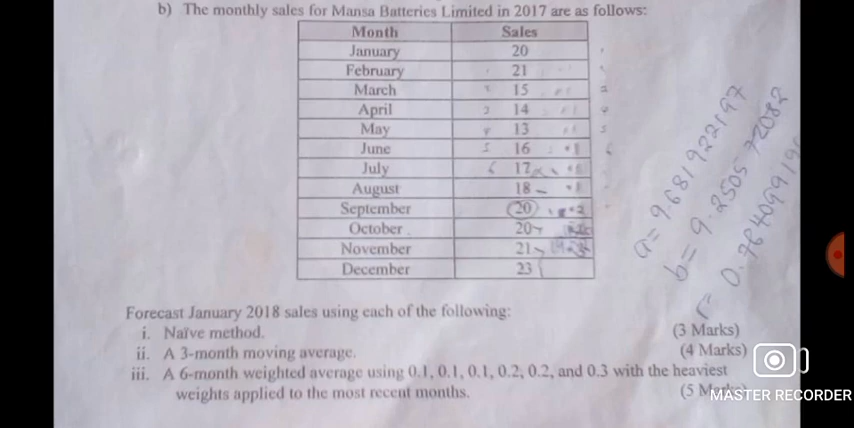 b) The monthly sales for Mansa Batteries Limited in 2017 are as follows:
Month Sales
January 20
February 21
March 15
April 14
May 13
June 16
July 17
August 18
September 20
October 20
November 21
December 23
a= 9.681922197
b= 9.250572082
r= 0.76409919
Forecast January 2018 sales using each of the following:
i. Naïve method. (3 Marks)
ii. A 3-month moving average. (4 Marks)
iii. A 6-month weighted average using 0.1, 0.1, 0.1, 0.2, 0.2, and 0.3 with the heaviest
weights applied to the most recent months. (5
MASTER RECORDER